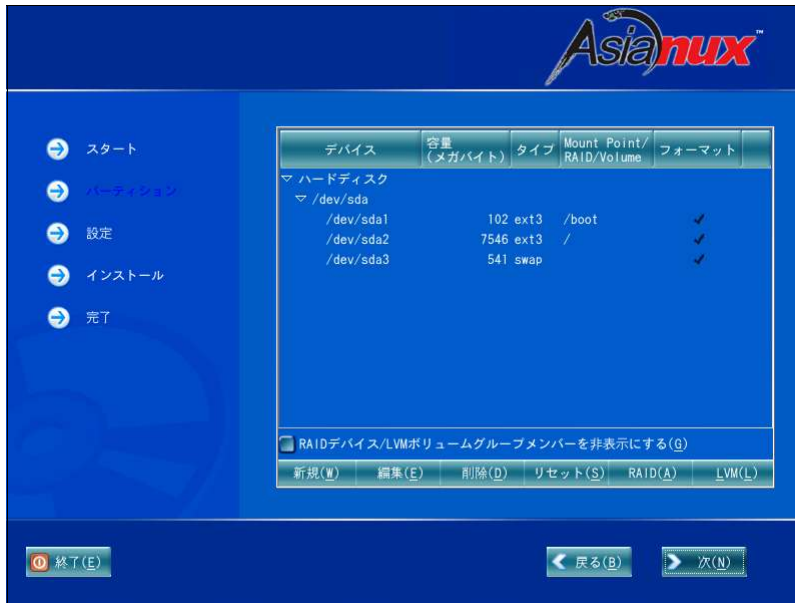 Asianux™
スタート
パーティション
設定
インストール
完了
デバイス
容量
(メガバイト)
タイプ
Mount Point/
RAID/Volume
フォーマット
▽ ハードディスク
▽ /dev/sda
/dev/sda1 102 ext3 /boot ✓
/dev/sda2 7546 ext3 / ✓
/dev/sda3 541 swap ✓
RAIDデバイス/LVMボリュームグループメンバーを非表示にする(G)
新規(W) 編集(E) 削除(D) リセット(S) RAID(A) LVM(L)
終了(E) 戻る(B) 次(N)